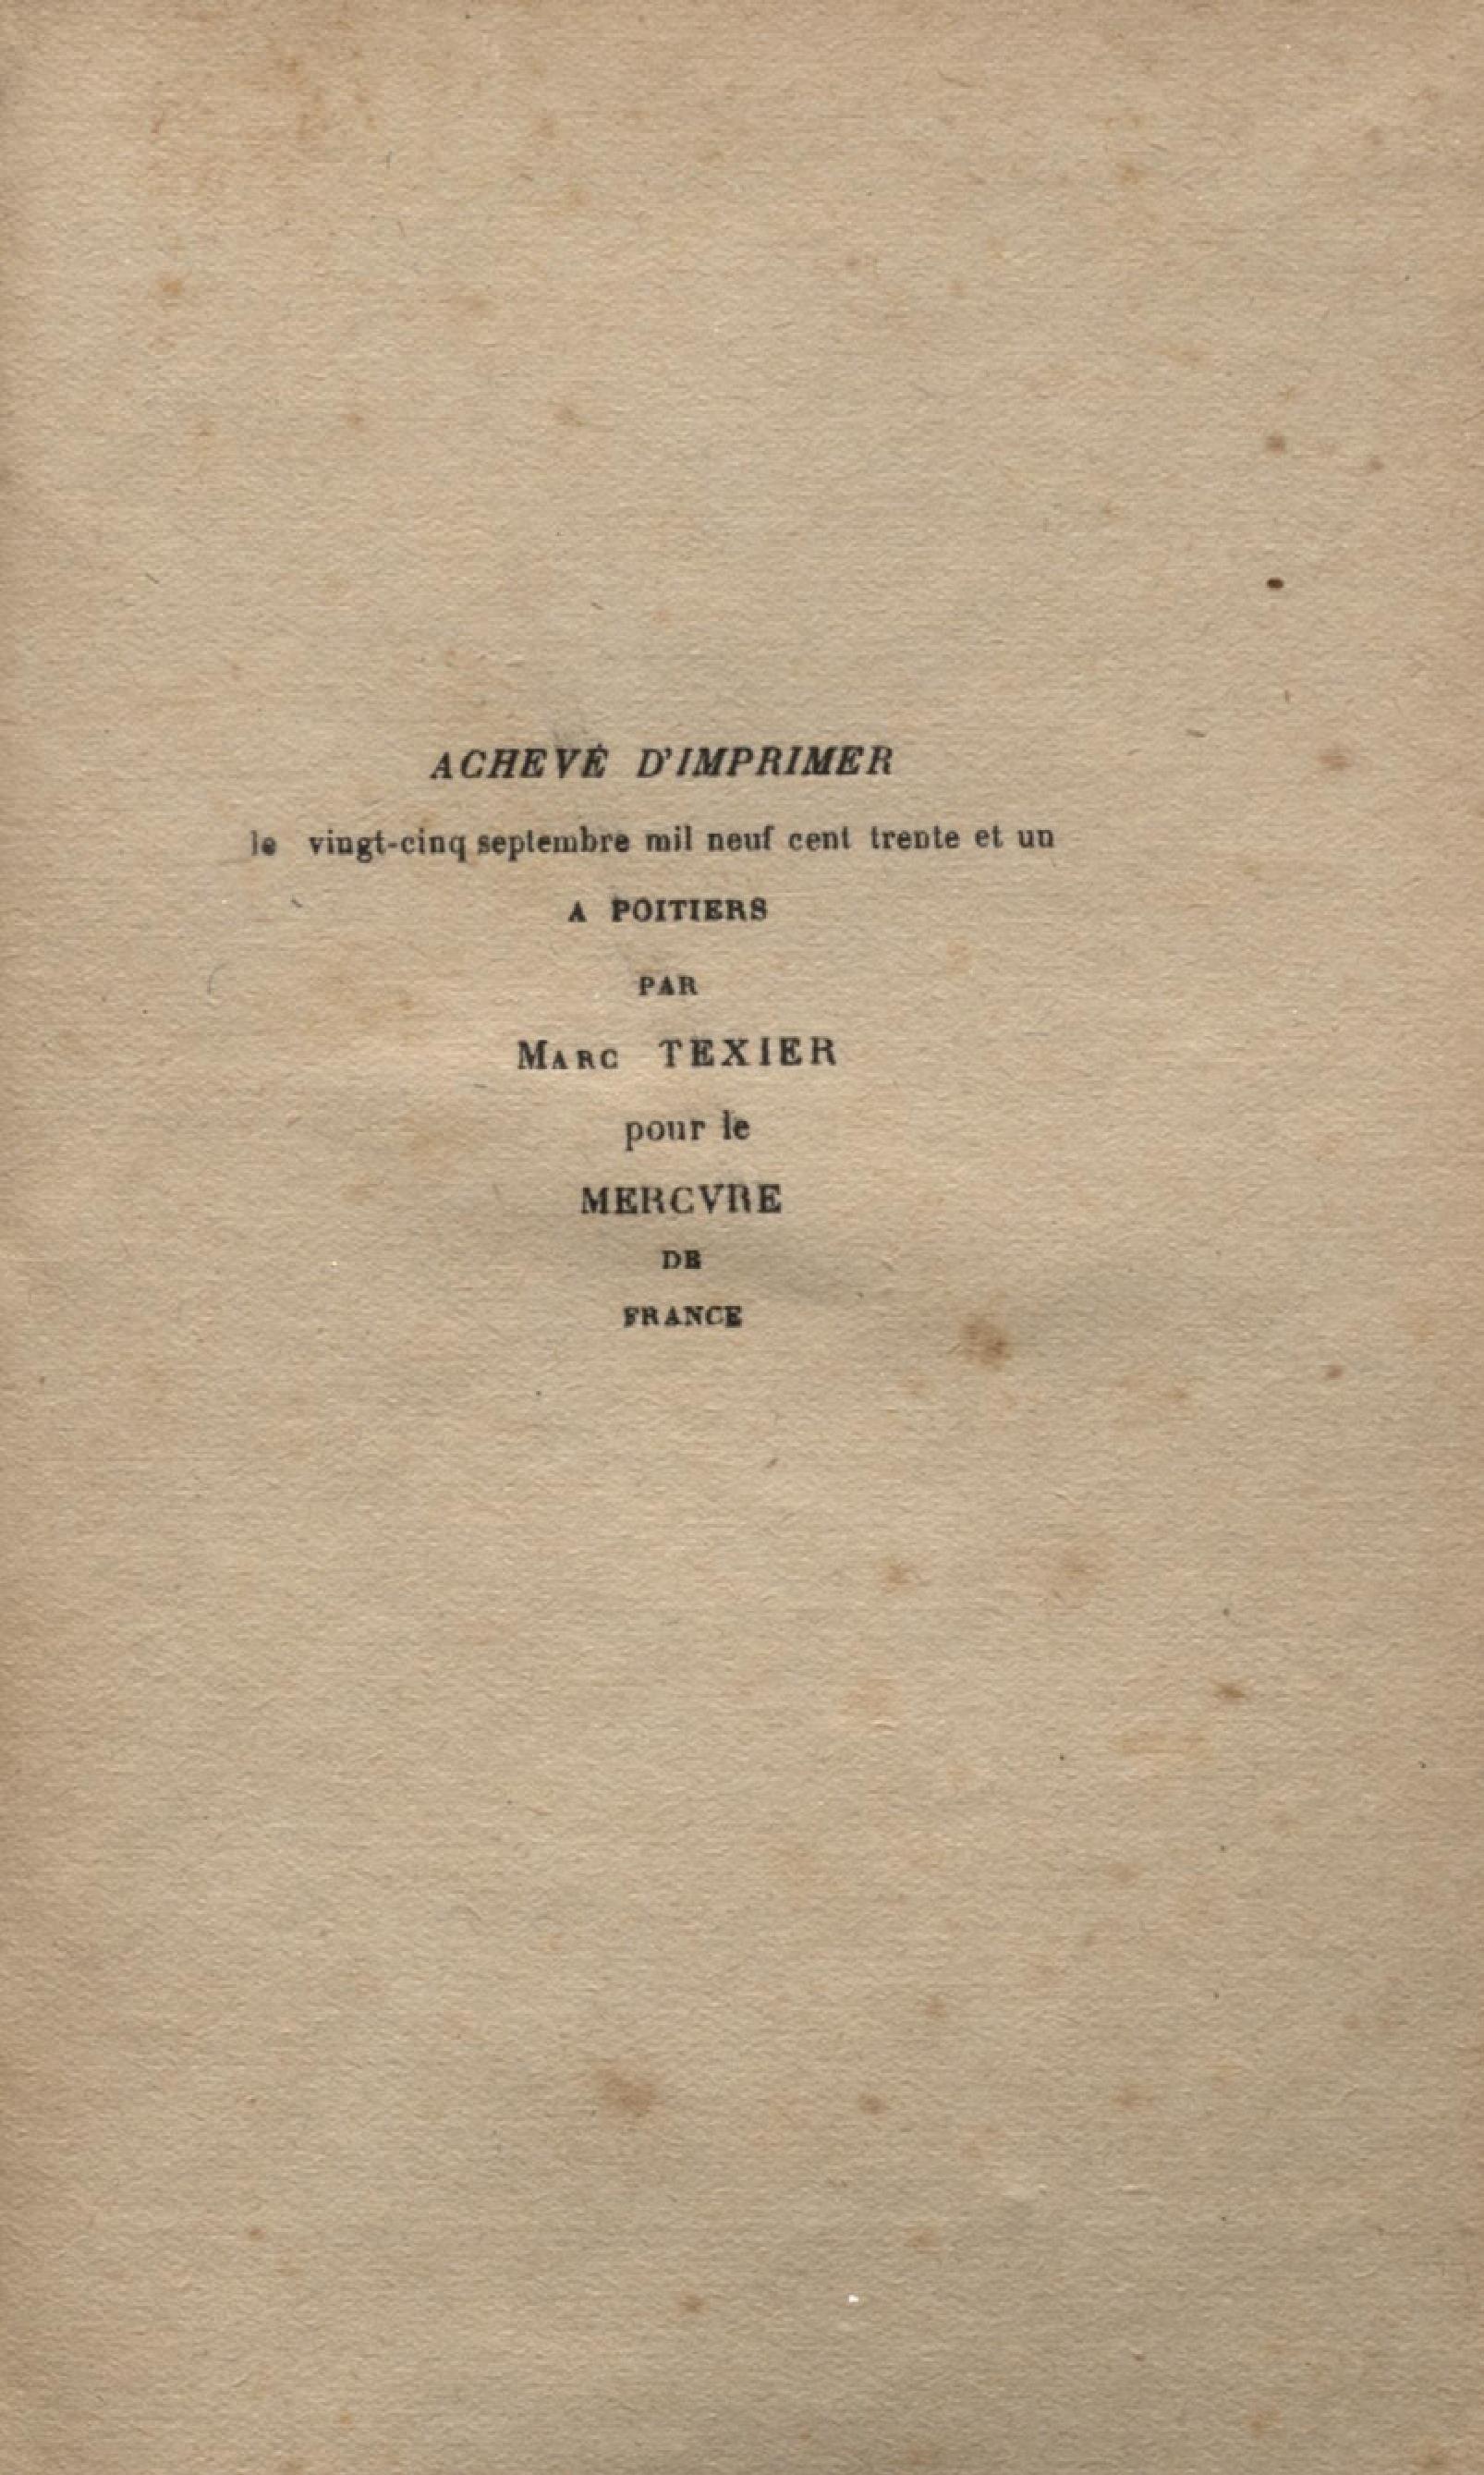 ACHEVÉ D'IMPRIMER
le vingt-cinq septembre mil neuf cent trente et un
A POITIERS
PAR
MARC TEXIER
pour le
MERCVRE
DE
FRANCE